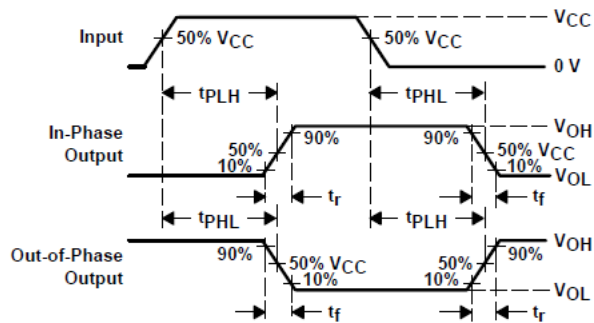 VCC
Input
50% VCC
50% VCC
0 V
tPLH
tPHL
In-Phase
Output
90%
90%
VOH
50%
10%
50% VCC
10%
VOL
tr
tf
tPHL
tPLH
Out-of-Phase
Output
90%
50% VCC
10%
50%
10%
90%
VOH
VOL
tf
tr